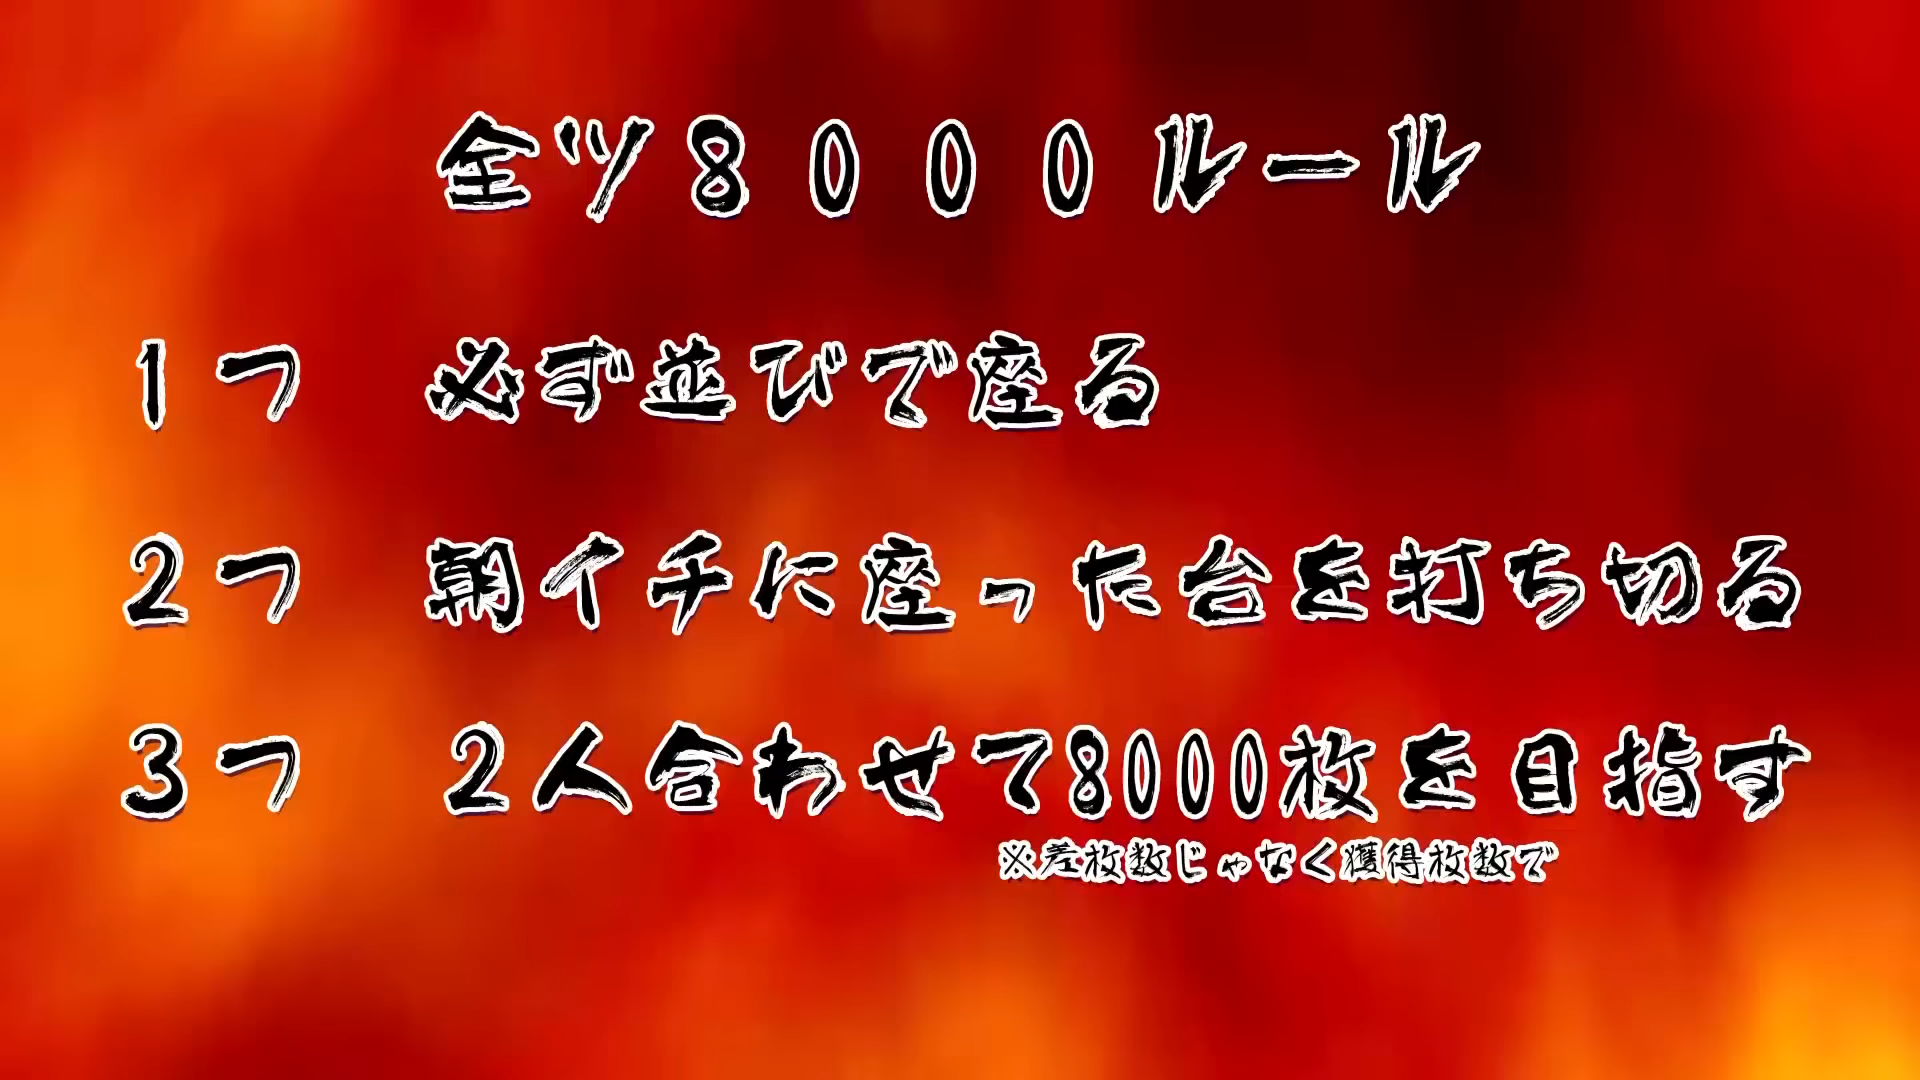 全ツ８０００ルール
１つ　必ず並びで座る
２つ　朝イチに座った台を打ち切る
３つ　２人合わせて8000枚を目指す
※差枚数じゃなく獲得枚数で